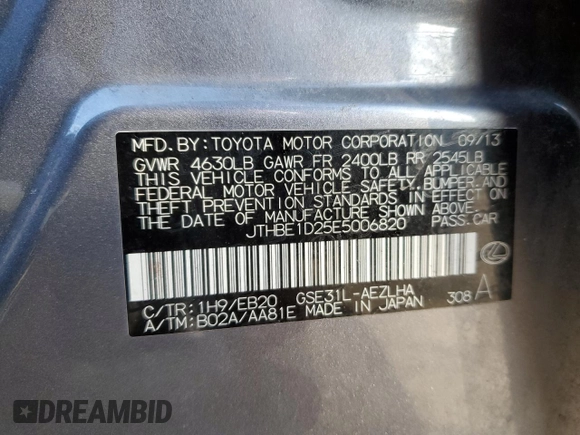 MFD. BY: TOYOTA MOTOR CORPORATION 09/13
GVWR 4630LB GAWR FR 2400LB RR 2545LB
THIS VEHICLE CONFORMS TO ALL APPLICABLE
FEDERAL MOTOR VEHICLE SAFETY, BUMPER, AND
THEFT PREVENTION STANDARDS IN EFFECT ON
THE DATE OF MANUFACTURE SHOWN ABOVE.
JTHBE1D25E5006820 PASS.CAR
C/TR: 1H9/EB20 GSE31L-AEZLHA
A/TM: B02A/AA81E MADE IN JAPAN 308 A
DREAMBID